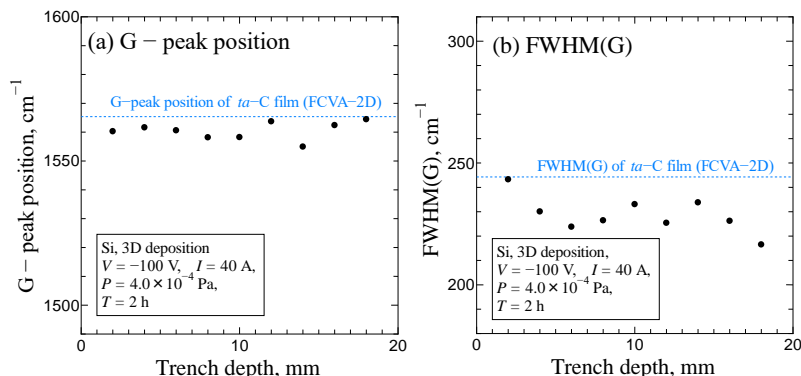 (a) G − peak position
G−peak position of ta−C film (FCVA−2D)
G − peak position, cm⁻¹
1600
1550
1500
Si, 3D deposition
V = −100 V, I = 40 A,
P = 4.0 × 10⁻⁴ Pa,
T = 2 h
0 10 20
Trench depth, mm
(b) FWHM(G)
FWHM(G) of ta−C film (FCVA−2D)
FWHM(G), cm⁻¹
300
250
200
Si, 3D deposition,
V = −100 V, I = 40 A,
P = 4.0 × 10⁻⁴ Pa,
T = 2 h
0 10 20
Trench depth, mm